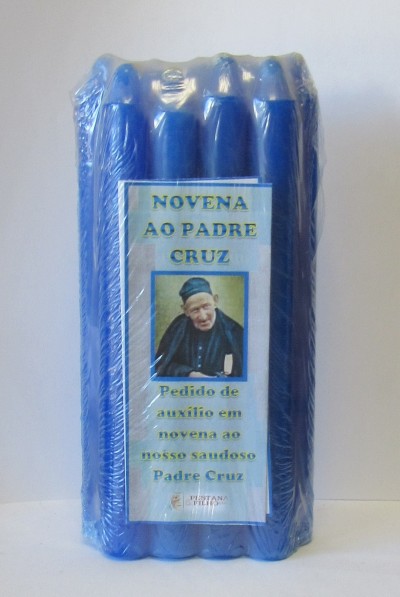 NOVENA
AO PADRE
CRUZ
Pedido de
auxílio em
novena ao
nosso saudoso
Padre Cruz